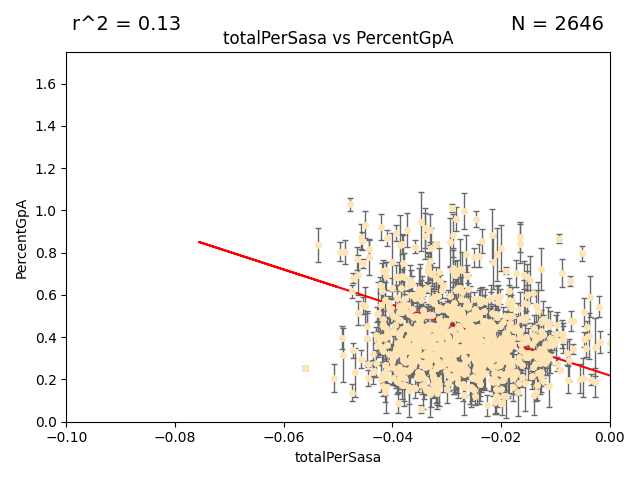 r^2 = 0.13
N = 2646
totalPerSasa vs PercentGpA
PercentGpA
1.6
1.4
1.2
1.0
0.8
0.6
0.4
0.2
0.0
−0.10 −0.08 −0.06 −0.04 −0.02 0.00
totalPerSasa